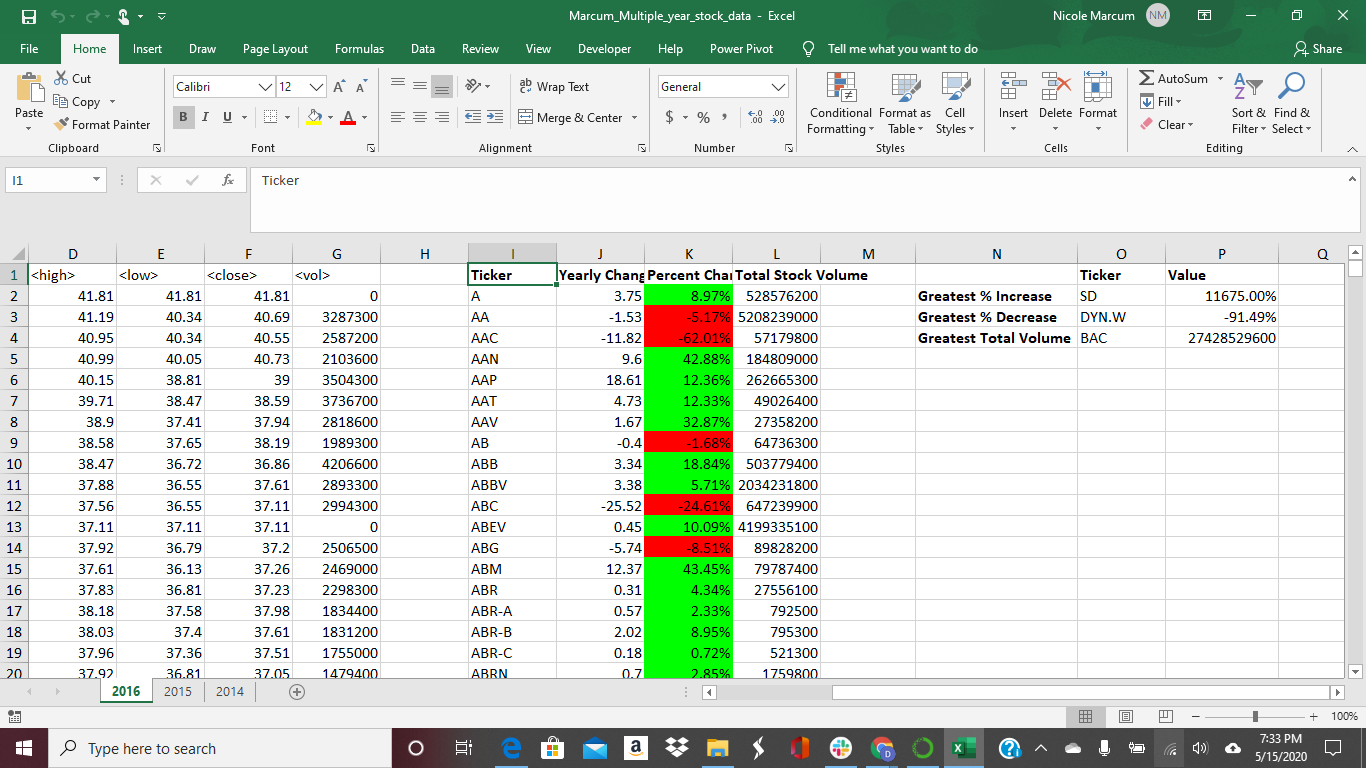 Marcum_Multiple_year_stock_data - Excel
Nicole Marcum NM
File Home Insert Draw Page Layout Formulas Data Review View Developer Help Power Pivot Tell me what you want to do Share
Paste
Cut
Copy
Format Painter
Clipboard
Calibri 12
A A
B I U A
Font
ab Wrap Text
Merge & Center
Alignment
General
$ % ,
Number
Conditional Formatting
Format as Table
Cell Styles
Styles
Insert Delete Format
Cells
AutoSum
Fill
Clear
Sort & Filter
Find & Select
Editing
I1 fx Ticker
D E F G H I J K L M N O P Q
1 <high> <low> <close> <vol> Ticker Yearly Chang Percent Cha Total Stock Volume Ticker Value
2 41.81 41.81 41.81 0 A 3.75 8.97% 528576200 Greatest % Increase SD 11675.00%
3 41.19 40.34 40.69 3287300 AA -1.53 -5.17% 5208239000 Greatest % Decrease DYN.W -91.49%
4 40.95 40.34 40.55 2587200 AAC -11.82 -62.01% 57179800 Greatest Total Volume BAC 27428529600
5 40.99 40.05 40.73 2103600 AAN 9.6 42.88% 184809000
6 40.15 38.81 39 3504300 AAP 18.61 12.36% 262665300
7 39.71 38.47 38.59 3736700 AAT 4.73 12.33% 49026400
8 38.9 37.41 37.94 2818600 AAV 1.67 32.87% 27358200
9 38.58 37.65 38.19 1989300 AB -0.4 -1.68% 64736300
10 38.47 36.72 36.86 4206600 ABB 3.34 18.84% 503779400
11 37.88 36.55 37.61 2893300 ABBV 3.38 5.71% 2034231800
12 37.56 36.55 37.11 2994300 ABC -25.52 -24.61% 647239900
13 37.11 37.11 37.11 0 ABEV 0.45 10.09% 4199335100
14 37.92 36.79 37.2 2506500 ABG -5.74 -8.51% 89828200
15 37.61 36.13 37.26 2469000 ABM 12.37 43.45% 79787400
16 37.83 36.81 37.23 2298300 ABR 0.31 4.34% 27556100
17 38.18 37.58 37.98 1834400 ABR-A 0.57 2.33% 792500
18 38.03 37.4 37.61 1831200 ABR-B 2.02 8.95% 795300
19 37.96 37.36 37.51 1755000 ABR-C 0.18 0.72% 521300
20 37.92 36.81 37.05 1479400 ABRN 0.7 2.85% 1759800
2016 2015 2014
100%
Type here to search
7:33 PM
5/15/2020